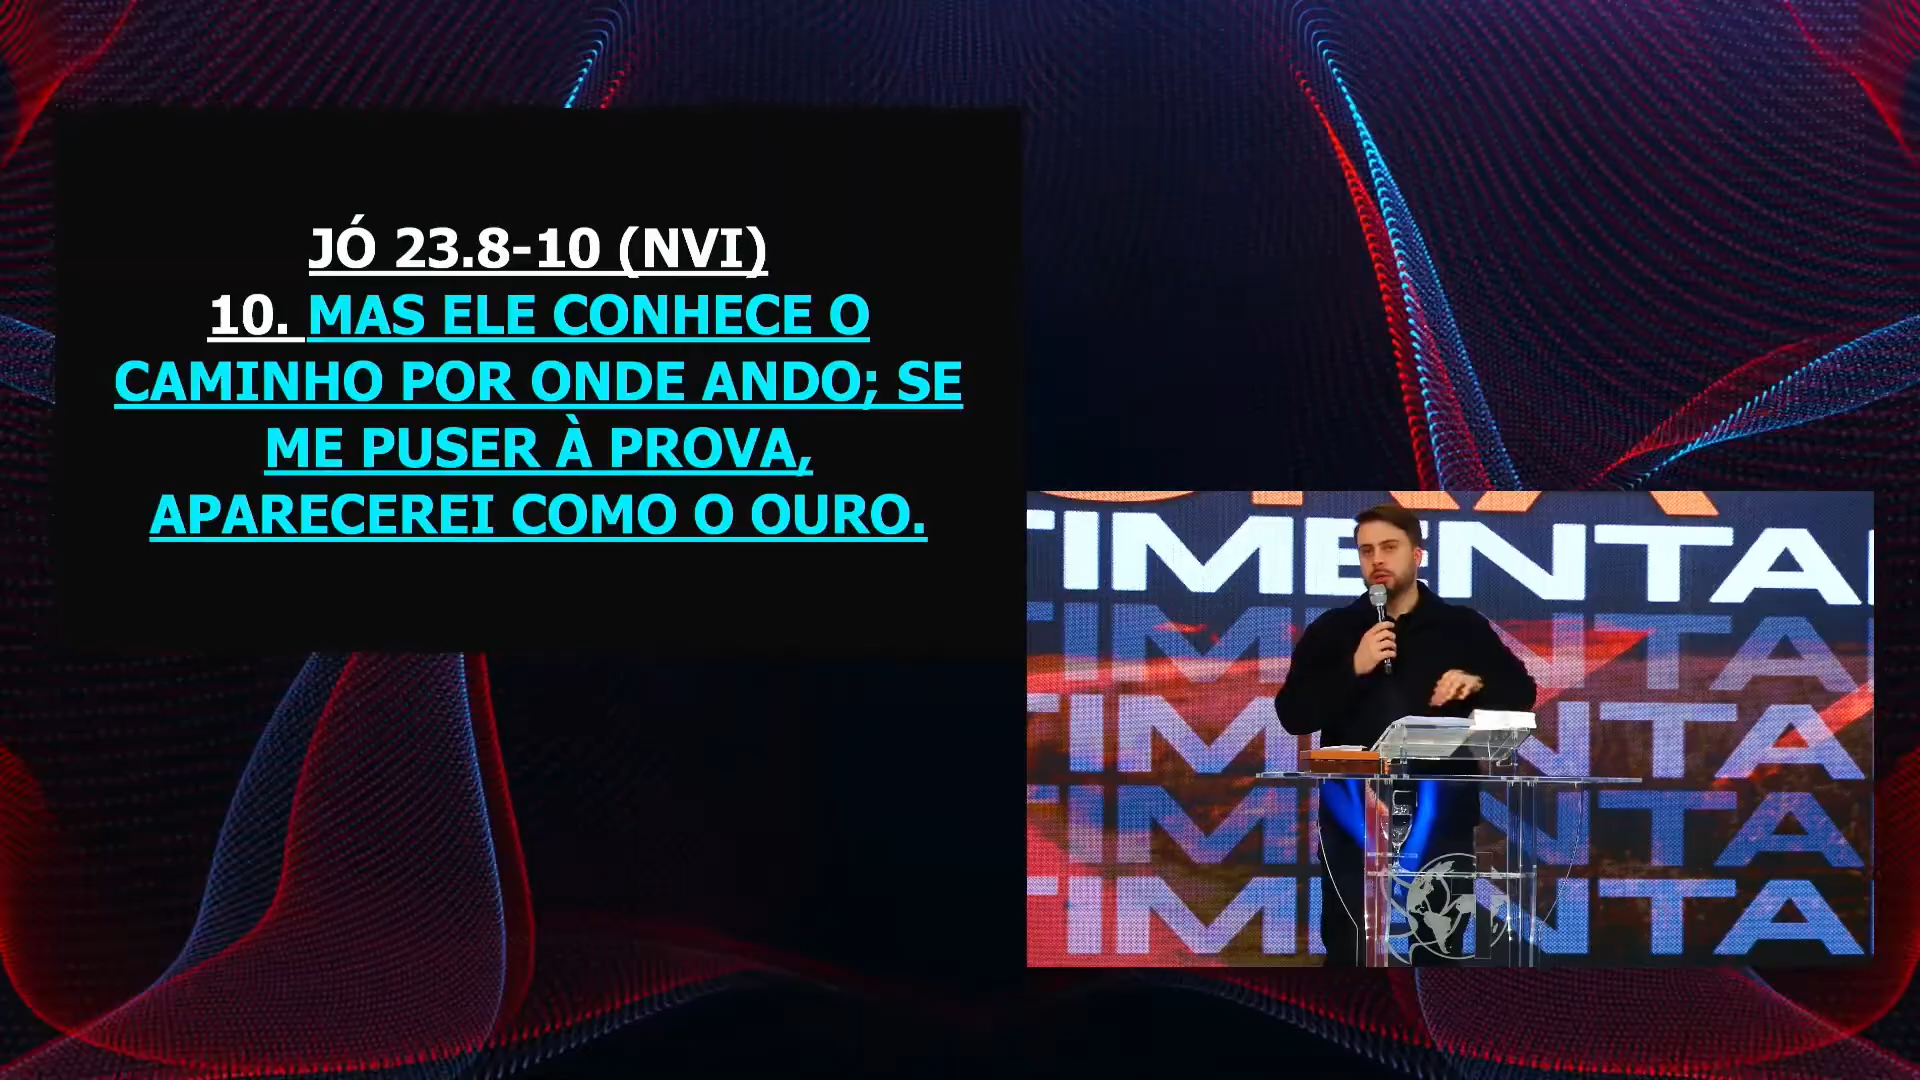 JÓ 23.8-10 (NVI)
10. MAS ELE CONHECE O
CAMINHO POR ONDE ANDO; SE
ME PUSER À PROVA,
APARECEREI COMO O OURO.